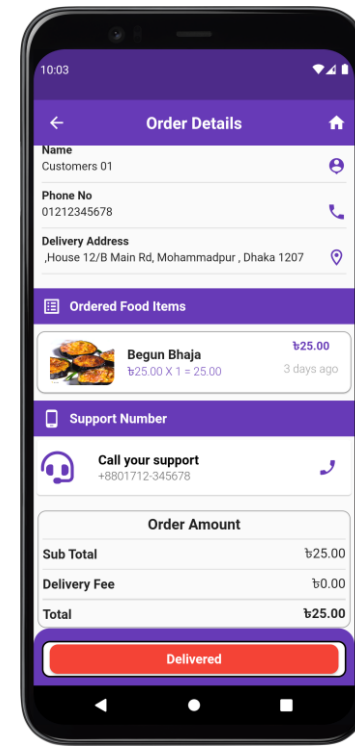 10:03
Order Details
Name
Customers 01
Phone No
01212345678
Delivery Address
,House 12/B Main Rd, Mohammadpur , Dhaka 1207
Ordered Food Items
Begun Bhaja
৳25.00
৳25.00 X 1 = 25.00
3 days ago
Support Number
Call your support
+8801712-345678
Order Amount
Sub Total ৳25.00
Delivery Fee ৳0.00
Total ৳25.00
Delivered